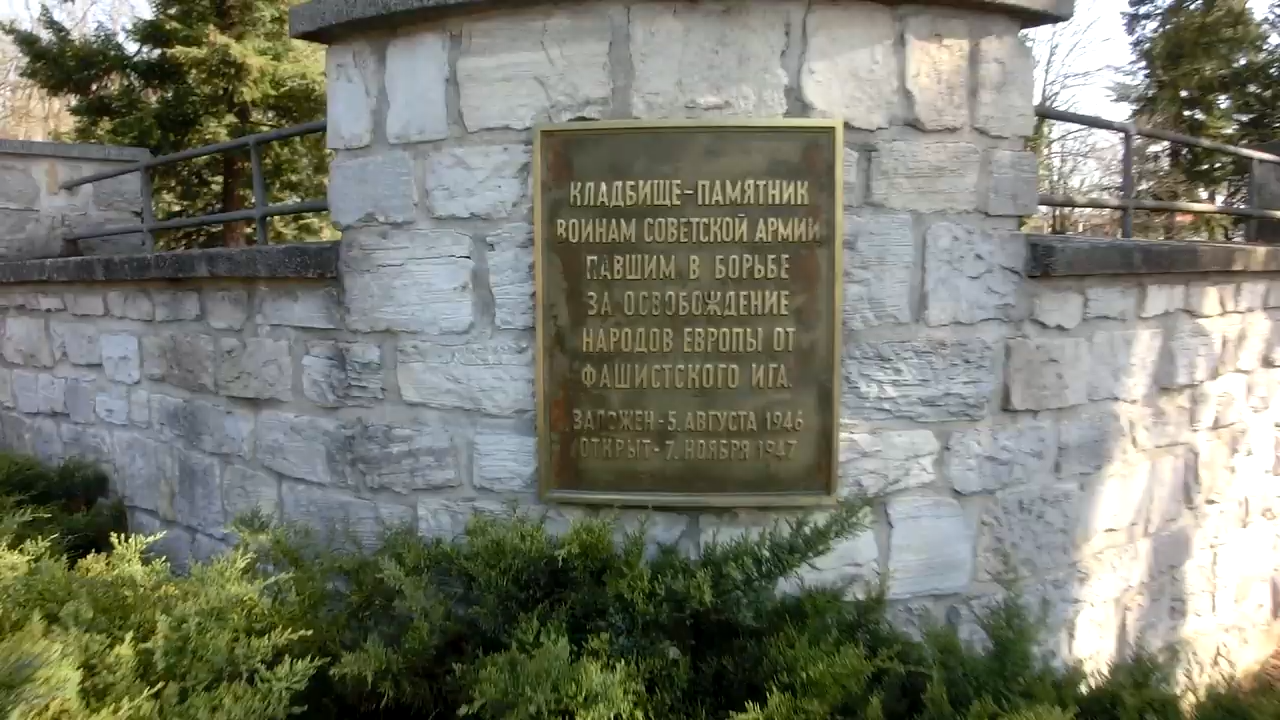 КЛАДБИЩЕ-ПАМЯТНИК
ВОИНАМ СОВЕТСКОЙ АРМИИ
ПАВШИМ В БОРЬБЕ
ЗА ОСВОБОЖДЕНИЕ
НАРОДОВ ЕВРОПЫ ОТ
ФАШИСТСКОГО ИГА.
ЗАЛОЖЕН-5. АВГУСТА 1946
ОТКРЫТ-7. НОЯБРЯ 1947